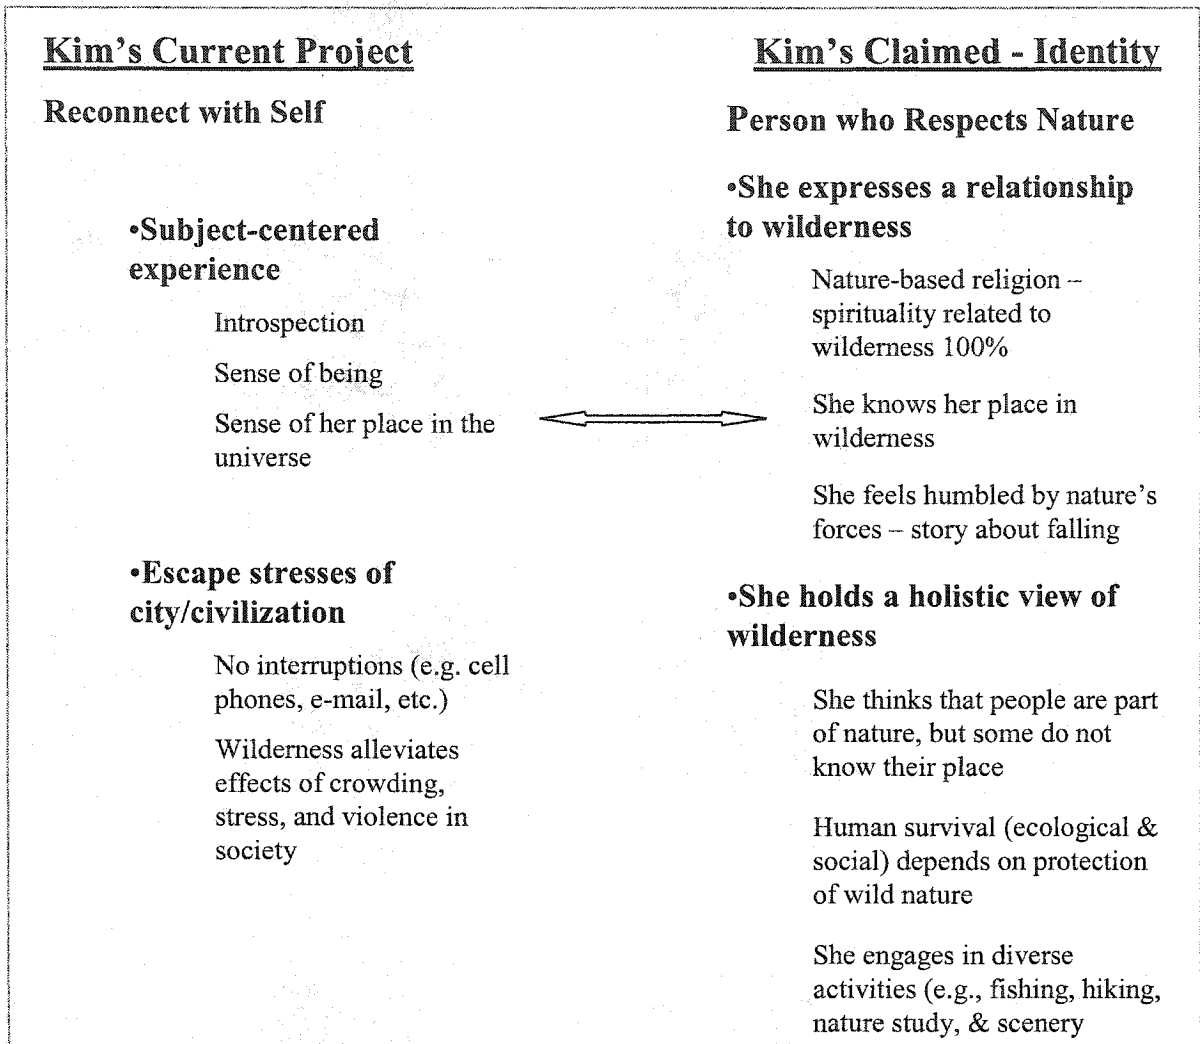 Kim's Current Project
Reconnect with Self
•Subject-centered
experience
Introspection
Sense of being
Sense of her place in the
universe
•Escape stresses of
city/civilization
No interruptions (e.g. cell
phones, e-mail, etc.)
Wilderness alleviates
effects of crowding,
stress, and violence in
society
Kim's Claimed - Identity
Person who Respects Nature
•She expresses a relationship
to wilderness
Nature-based religion –
spirituality related to
wilderness 100%
She knows her place in
wilderness
She feels humbled by nature's
forces – story about falling
•She holds a holistic view of
wilderness
She thinks that people are part
of nature, but some do not
know their place
Human survival (ecological &
social) depends on protection
of wild nature
She engages in diverse
activities (e.g., fishing, hiking,
nature study, & scenery